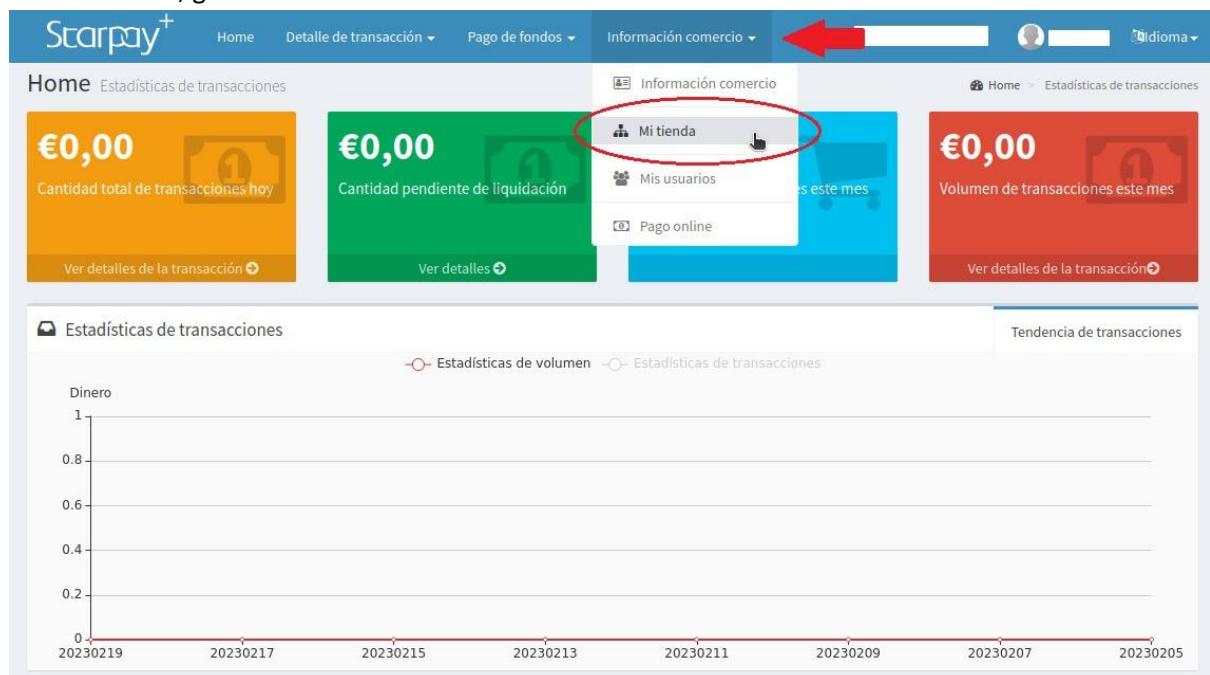 Starpay+ Home Detalle de transacción Pago de fondos Información comercio Idioma
Home Estadísticas de transacciones
Home > Estadísticas de transacciones
Información comercio
Mi tienda
Mis usuarios
Pago online
€0,00
Cantidad total de transacciones hoy
Ver detalles de la transacción
€0,00
Cantidad pendiente de liquidación
Ver detalles
s este mes
€0,00
Volumen de transacciones este mes
Ver detalles de la transacción
Estadísticas de transacciones
Tendencia de transacciones
Estadísticas de volumen Estadísticas de transacciones
Dinero
1
0.8
0.6
0.4
0.2
0
20230219 20230217 20230215 20230213 20230211 20230209 20230207 20230205